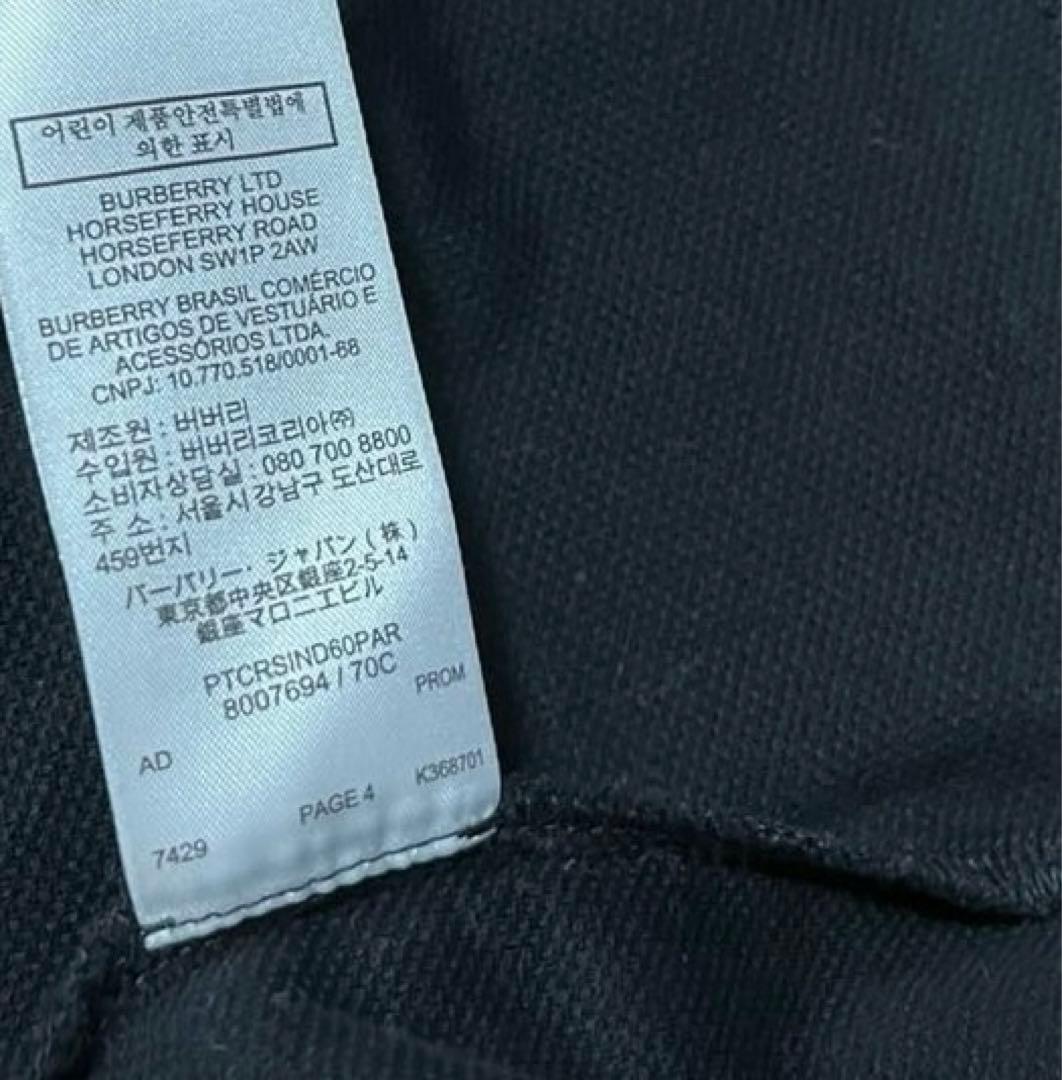 어린이 제품안전특별법에
의한 표시
BURBERRY LTD
HORSEFERRY HOUSE
HORSEFERRY ROAD
LONDON SW1P 2AW
BURBERRY BRASIL COMÉRCIO
DE ARTIGOS DE VESTUÁRIO E
ACESSÓRIOS LTDA.
CNPJ: 10.770.518/0001-68
제조원 : 버버리
수입원 : 버버리코리아㈜
소비자상담실 : 080 700 8800
주 소 : 서울시강남구 도산대로
459번지
バーバリー・ジャパン(株)
東京都中央区銀座2-5-14
銀座マロニエビル
PTCRSIND60PAR
8007694 / 70C
PROM
AD
PAGE 4
K368701
7429